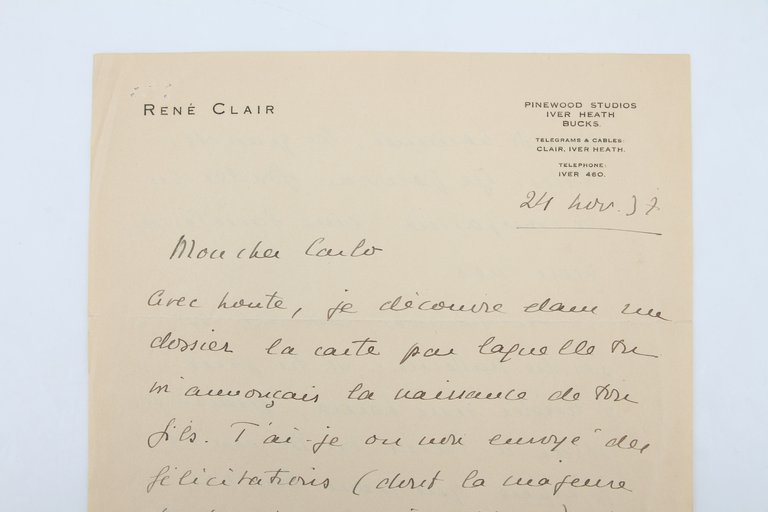 RENÉ CLAIR
PINEWOOD STUDIOS
IVER HEATH
BUCKS.
TELEGRAMS & CABLES:
CLAIR, IVER HEATH.
TELEPHONE:
IVER 460.
24 nov. 37
Mon cher Carlo
Avec honte, je découvre dans un
dossier la carte par laquelle tu
m'annonçais la naissance de ton
fils. T'ai-je ou non envoyé des
félicitations (dont la majeure